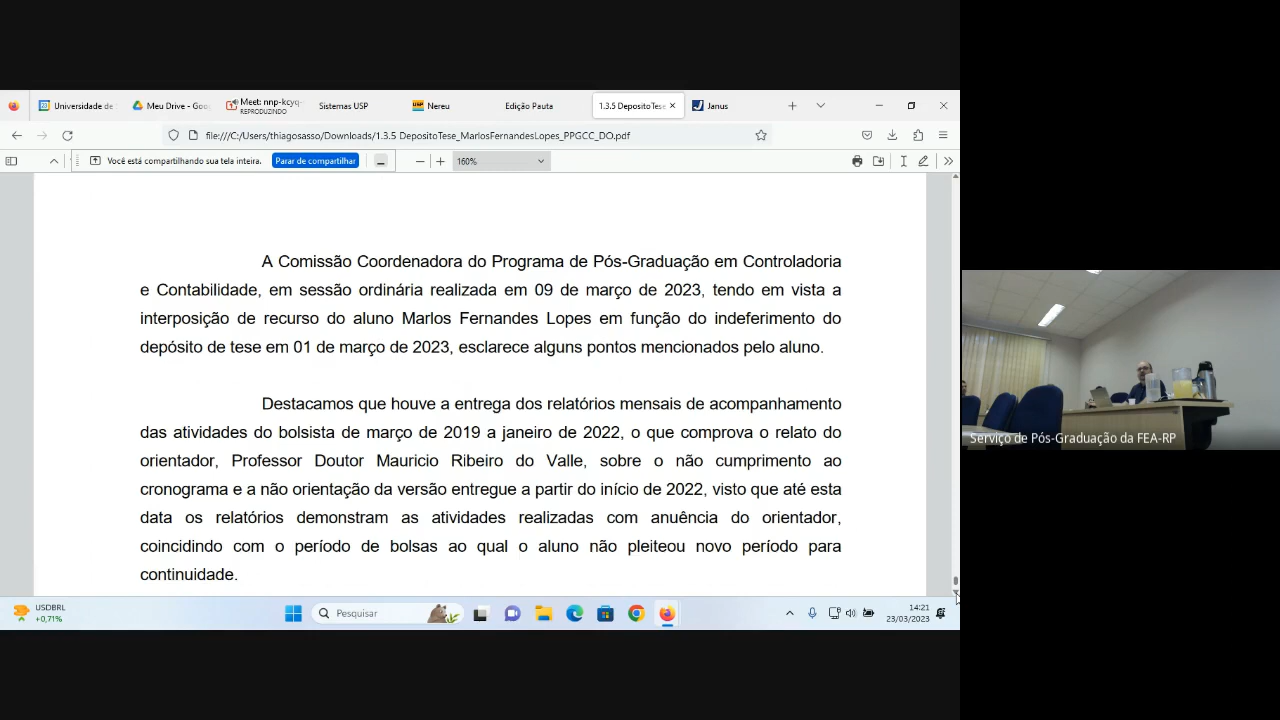 Universidade de
Meu Drive - Goo
Meet: nnp-kcyq-
REPRODUZINDO
Sistemas USP
USP
Nereu
Edição Pauta
1.3.5 DepositoTese
Janus
file:///C:/Users/thiagosasso/Downloads/1.3.5 DepositoTese_MarlosFernandesLopes_PPGCC_DO.pdf
Você está compartilhando sua tela inteira.
Parar de compartilhar
160%
A Comissão Coordenadora do Programa de Pós-Graduação em Controladoria
e Contabilidade, em sessão ordinária realizada em 09 de março de 2023, tendo em vista a
interposição de recurso do aluno Marlos Fernandes Lopes em função do indeferimento do
depósito de tese em 01 de março de 2023, esclarece alguns pontos mencionados pelo aluno.
Destacamos que houve a entrega dos relatórios mensais de acompanhamento
das atividades do bolsista de março de 2019 a janeiro de 2022, o que comprova o relato do
orientador, Professor Doutor Mauricio Ribeiro do Valle, sobre o não cumprimento ao
cronograma e a não orientação da versão entregue a partir do início de 2022, visto que até esta
data os relatórios demonstram as atividades realizadas com anuência do orientador,
coincidindo com o período de bolsas ao qual o aluno não pleiteou novo período para
continuidade.
Serviço de Pós-Graduação da FEA-RP
USDBRL
+0,71%
Pesquisar
14:21
23/03/2023